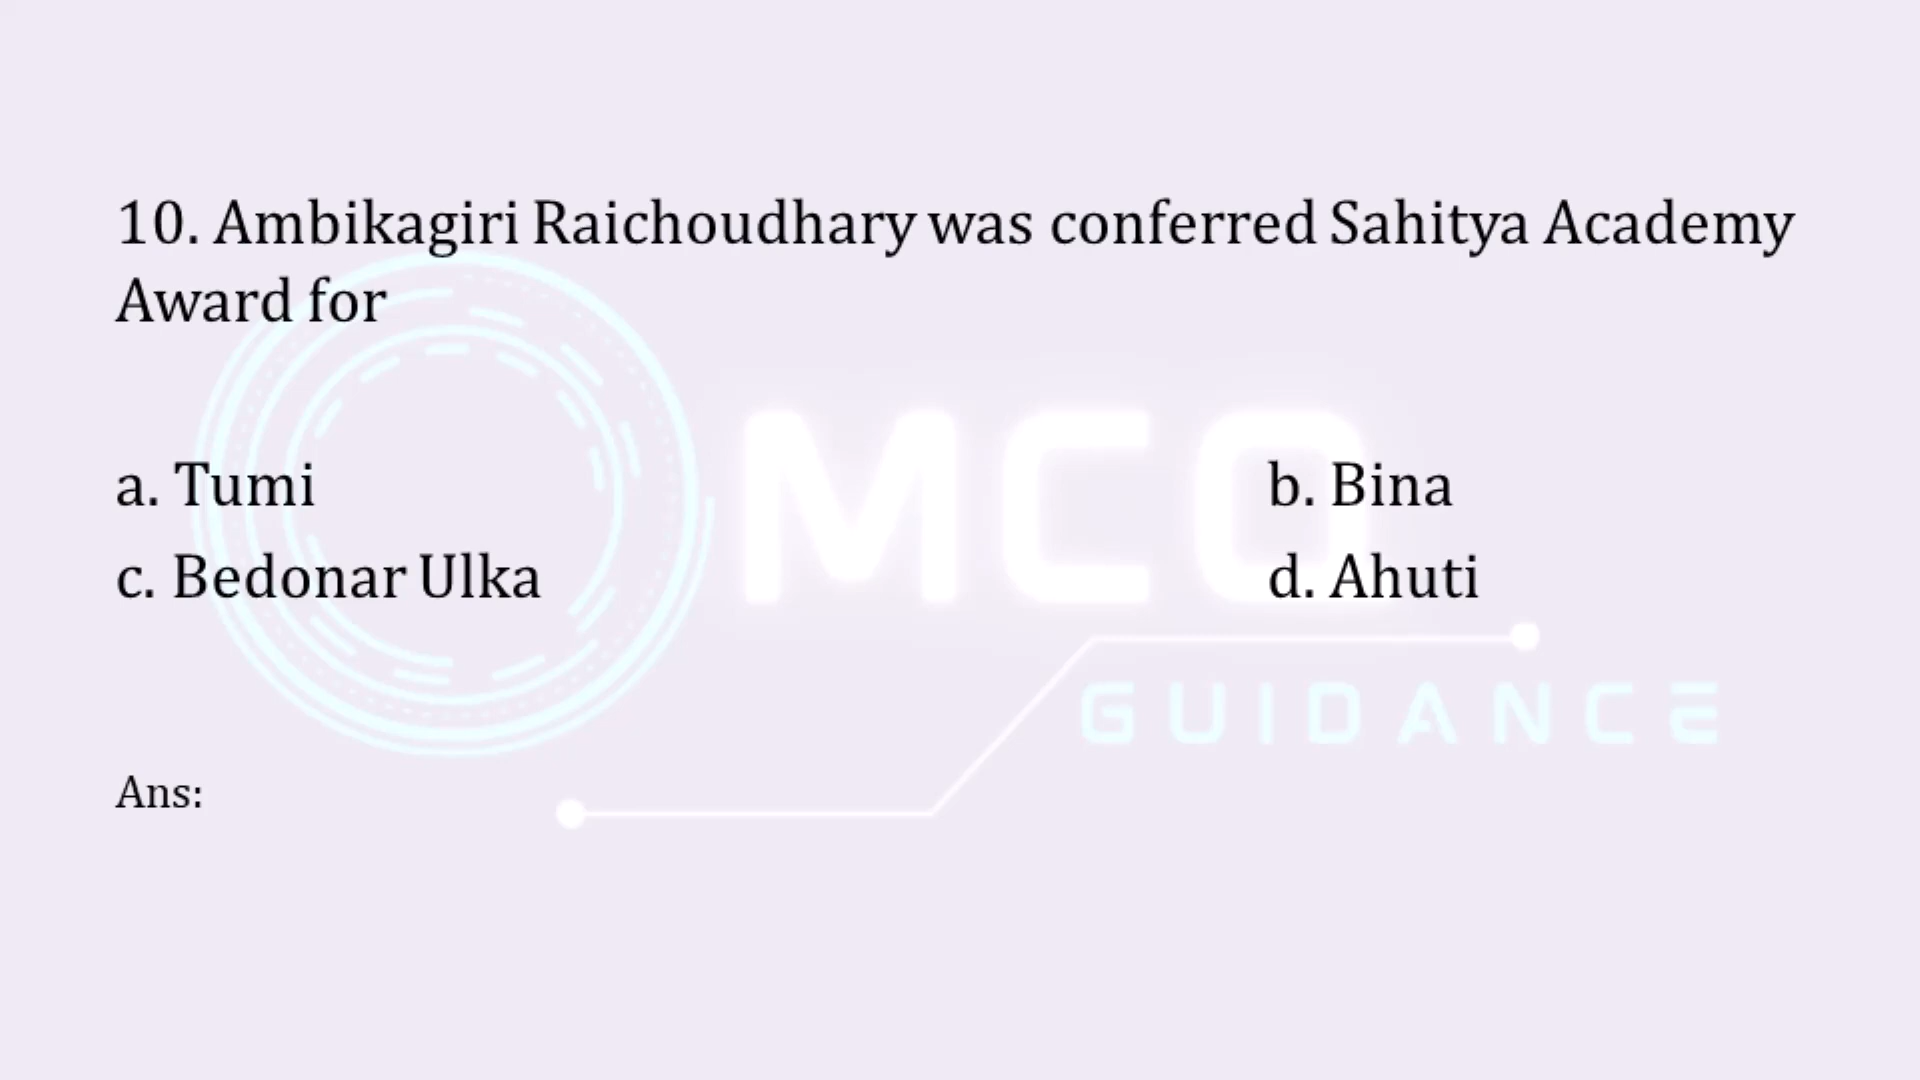 10. Ambikagiri Raichoudhary was conferred Sahitya Academy
Award for
a. Tumi b. Bina
c. Bedonar Ulka d. Ahuti
Ans:
MCQ
GUIDANCE